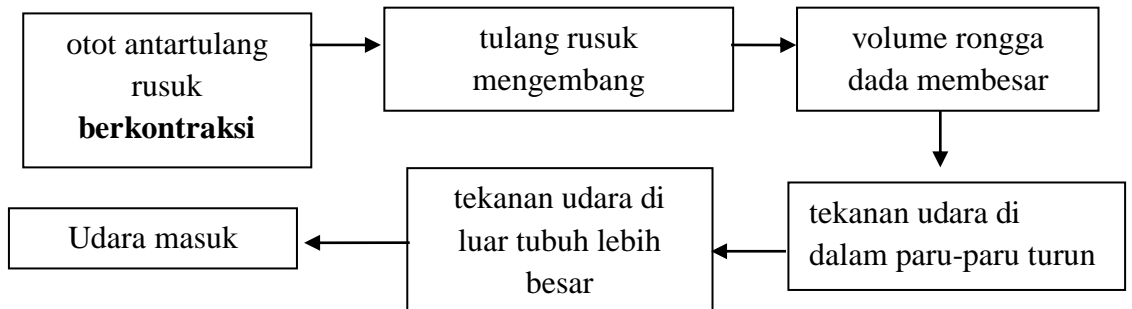 otot antartulang
rusuk
berkontraksi
tulang rusuk
mengembang
volume rongga
dada membesar
tekanan udara di
dalam paru-paru turun
tekanan udara di
luar tubuh lebih
besar
Udara masuk